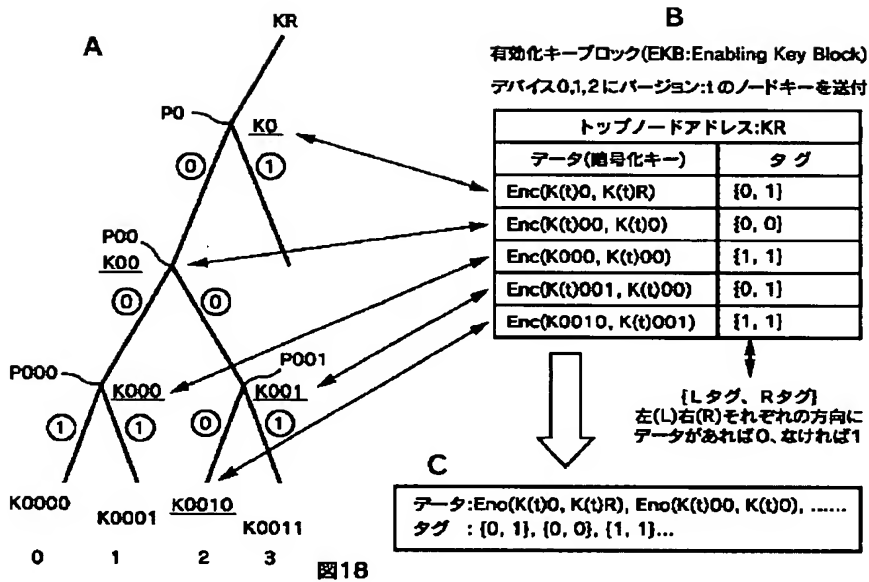 A
KR
P0
K0
0
1
P00
K00
0
0
P000
K000
P001
K001
1
1
0
1
K0000
K0001
K0010
K0011
0
1
2
3
B
有効化キーブロック(EKB:Enabling Key Block)
デバイス0,1,2にバージョン:tのノードキーを送付
トップノードアドレス:KR
データ(暗号化キー) タグ
Enc(K(t)0, K(t)R) {0, 1}
Enc(K(t)00, K(t)0) {0, 0}
Enc(K000, K(t)00) {1, 1}
Enc(K(t)001, K(t)00) {0, 1}
Enc(K0010, K(t)001) {1, 1}
{Lタグ、Rタグ}
左(L)右(R)それぞれの方向に
データがあれば0、なければ1
C
データ:Enc(K(t)0, K(t)R), Enc(K(t)00, K(t)0), ......
タグ :{0, 1}, {0, 0}, {1, 1}...
図18